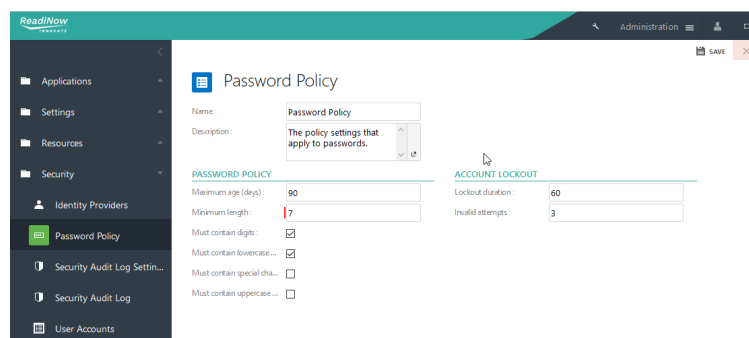 ReadiNow
INNOVATE
Administration
SAVE
Applications
Settings
Resources
Security
Identity Providers
Password Policy
Security Audit Log Settin...
Security Audit Log
User Accounts
Password Policy
Name :
Password Policy
Description :
The policy settings that
apply to passwords.
PASSWORD POLICY
Maximum age (days) :
90
Minimum length :
7
Must contain digits :
Must contain lowercase ...
Must contain special cha...
Must contain uppercase ...
ACCOUNT LOCKOUT
Lockout duration :
60
Invalid attempts :
3